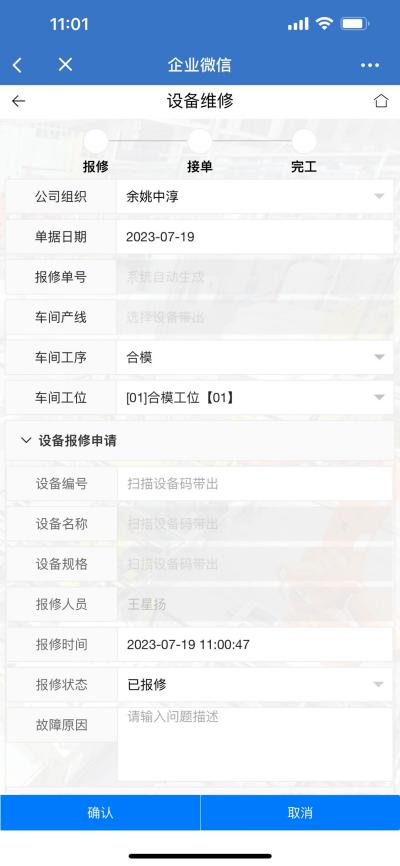 11:01
企业微信
设备维修
报修 接单 完工
公司组织 余姚中淳
单据日期 2023-07-19
报修单号 系统自动生成
车间产线 选择设备带出
车间工序 合模
车间工位 [01]合模工位【01】
设备报修申请
设备编号 扫描设备码带出
设备名称 扫描设备码带出
设备规格 扫描设备码带出
报修人员 王星扬
报修时间 2023-07-19 11:00:47
报修状态 已报修
故障原因 请输入问题描述
确认 取消